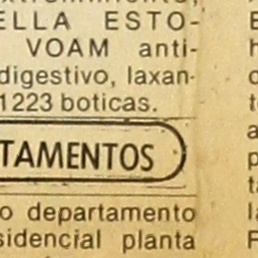 ELLA ESTO-
VOAM anti-
digestivo, laxan-
1223 boticas.
TAMENTOS
o departamento
sidencial planta